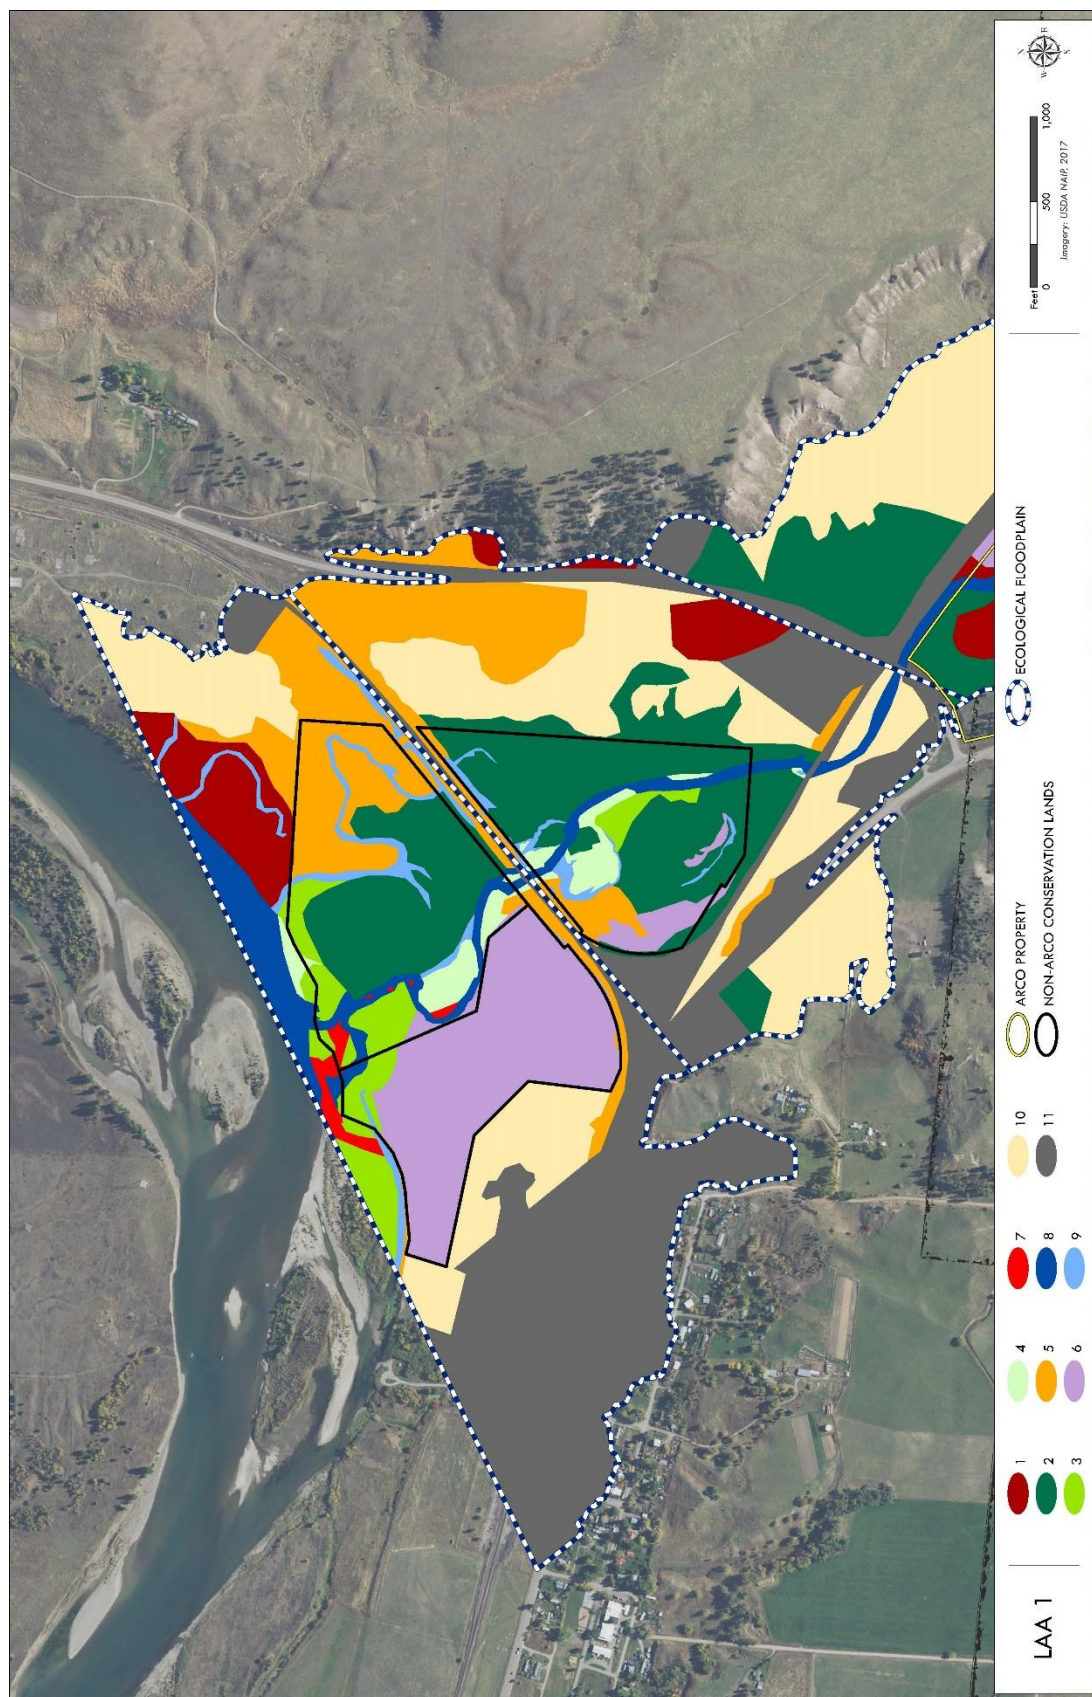 LAA 1
1
2
3
4
5
6
7
8
9
10
11
ARCO PROPERTY
NON-ARCO CONSERVATION LANDS
ECOLOGICAL FLOODPLAIN
Feet
0 500 1,000
Imagery: USDA NAIP, 2017
N
E
S
W